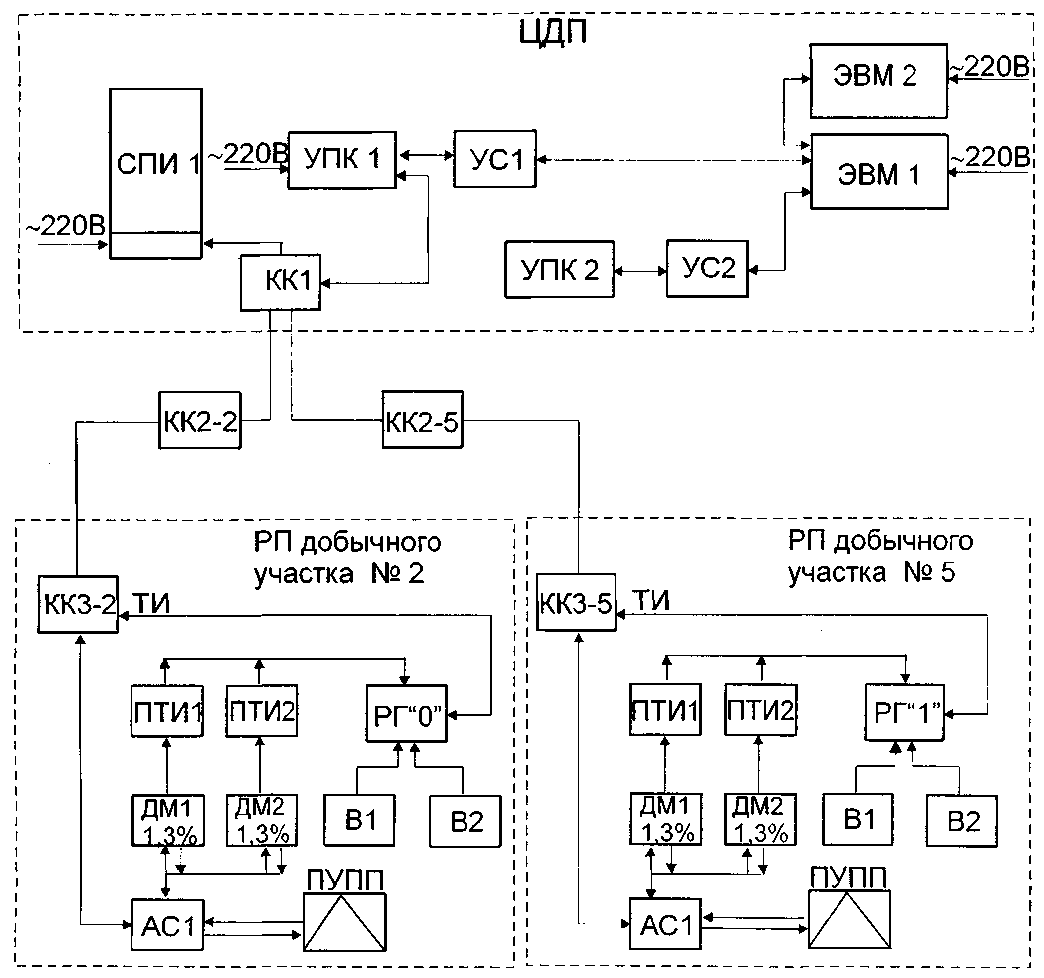 ЦДП
ЭВМ 2
~220В
СПИ 1
~220В
УПК 1
УС1
ЭВМ 1
~220В
~220В
КК1
УПК 2
УС2
КК2-2
КК2-5
РП добычного
участка № 2
КК3-2
ТИ
ПТИ1
ПТИ2
РГ“0”
ДМ1
1,3%
ДМ2
1,3%
В1
В2
ПУПП
АС1
РП добычного
участка № 5
КК3-5
ТИ
ПТИ1
ПТИ2
РГ“1”
ДМ1
1,3%
ДМ2
1,3%
В1
В2
ПУПП
АС1